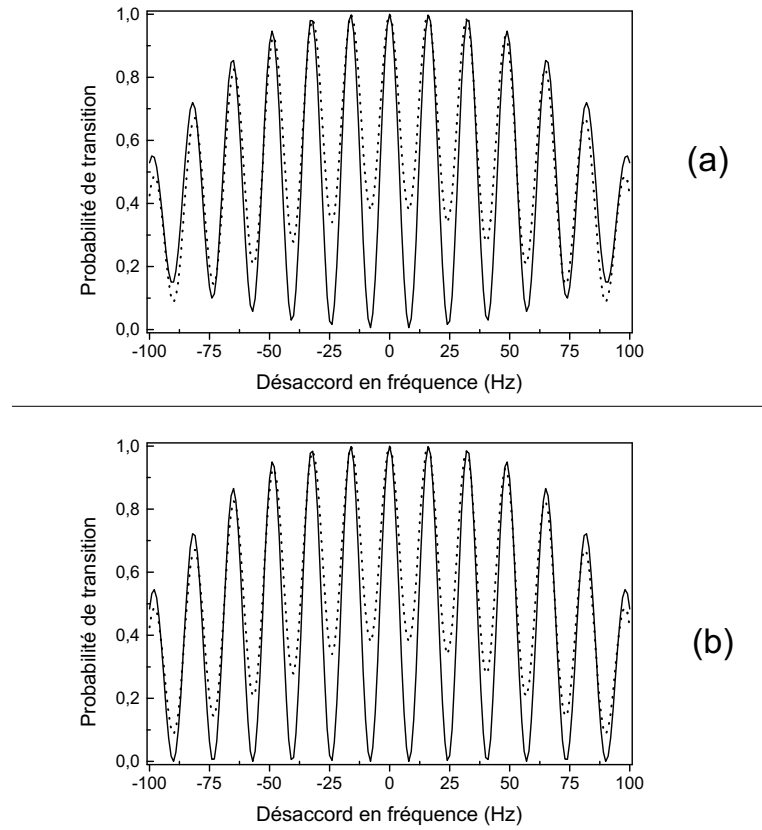 1,0
0,8
0,6
0,4
0,2
0,0
Probabilité de transition
-100 -75 -50 -25 0 25 50 75 100
Désaccord en fréquence (Hz)
(a)
1,0
0,8
0,6
0,4
0,2
0,0
Probabilité de transition
-100 -75 -50 -25 0 25 50 75 100
Désaccord en fréquence (Hz)
(b)